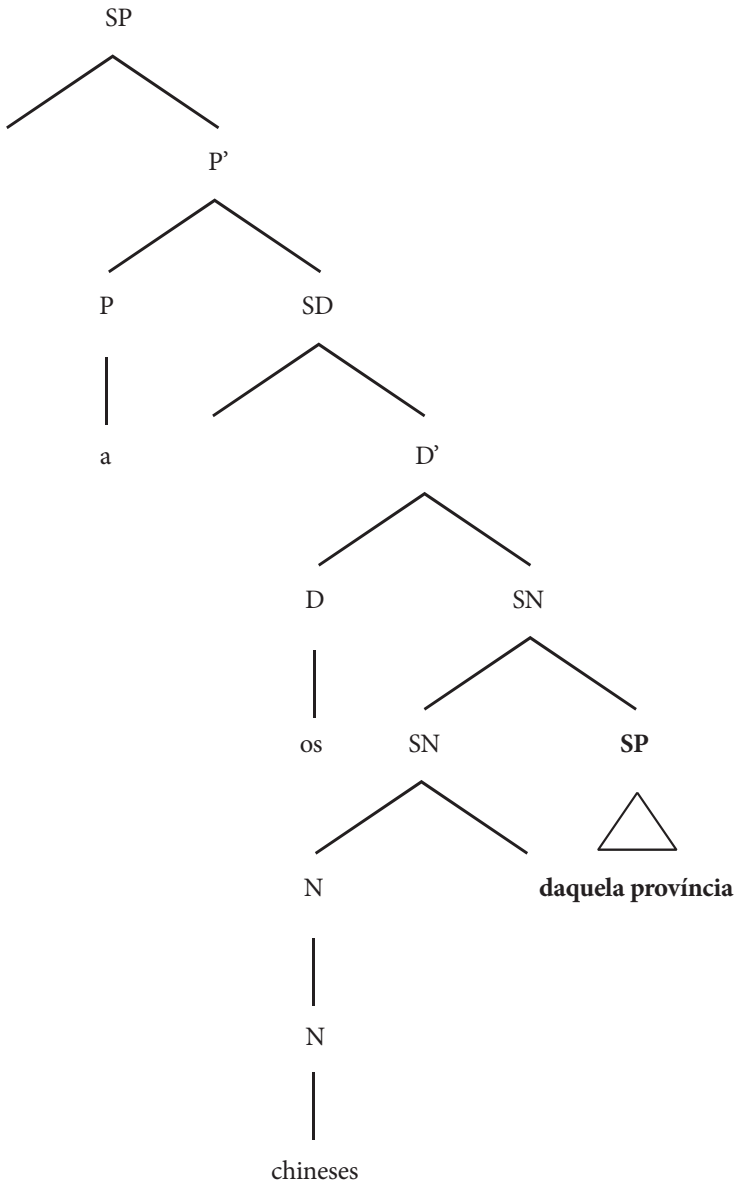 SP
P’
P SD
a D’
D SN
os SN SP
N daquela província
N
chineses